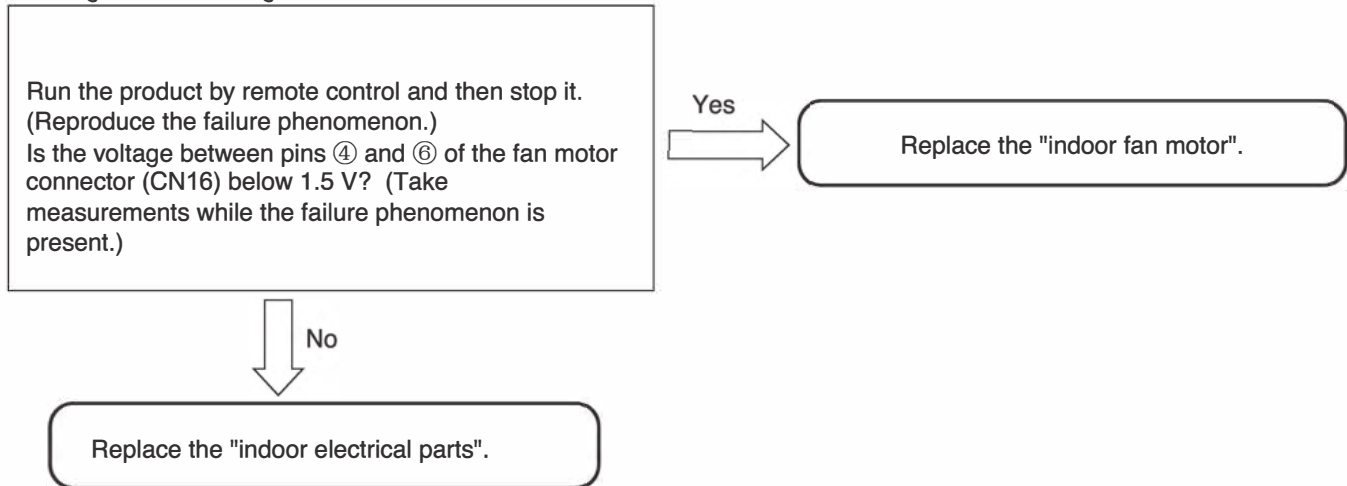 Run the product by remote control and then stop it.
(Reproduce the failure phenomenon.)
Is the voltage between pins ④ and ⑥ of the fan motor
connector (CN16) below 1.5 V? (Take
measurements while the failure phenomenon is
present.)
Yes
Replace the "indoor fan motor".
No
Replace the "indoor electrical parts".